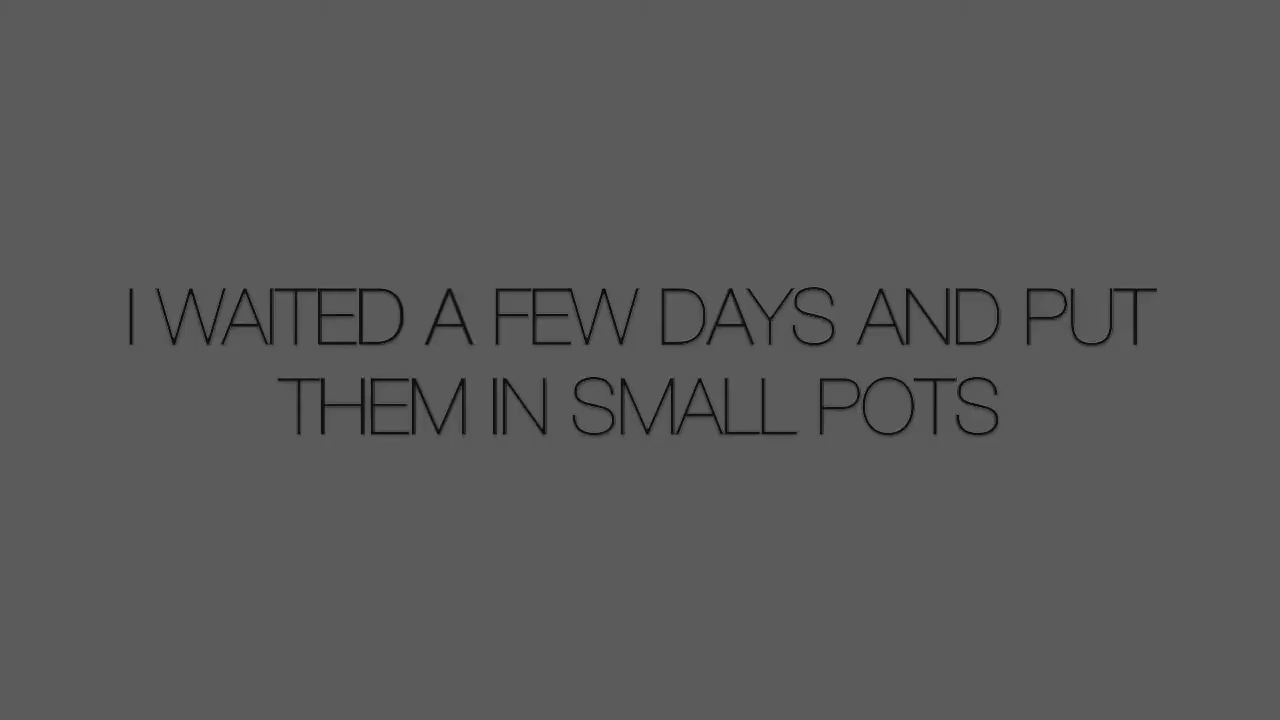 I WAITED A FEW DAYS AND PUT
THEM IN SMALL POTS